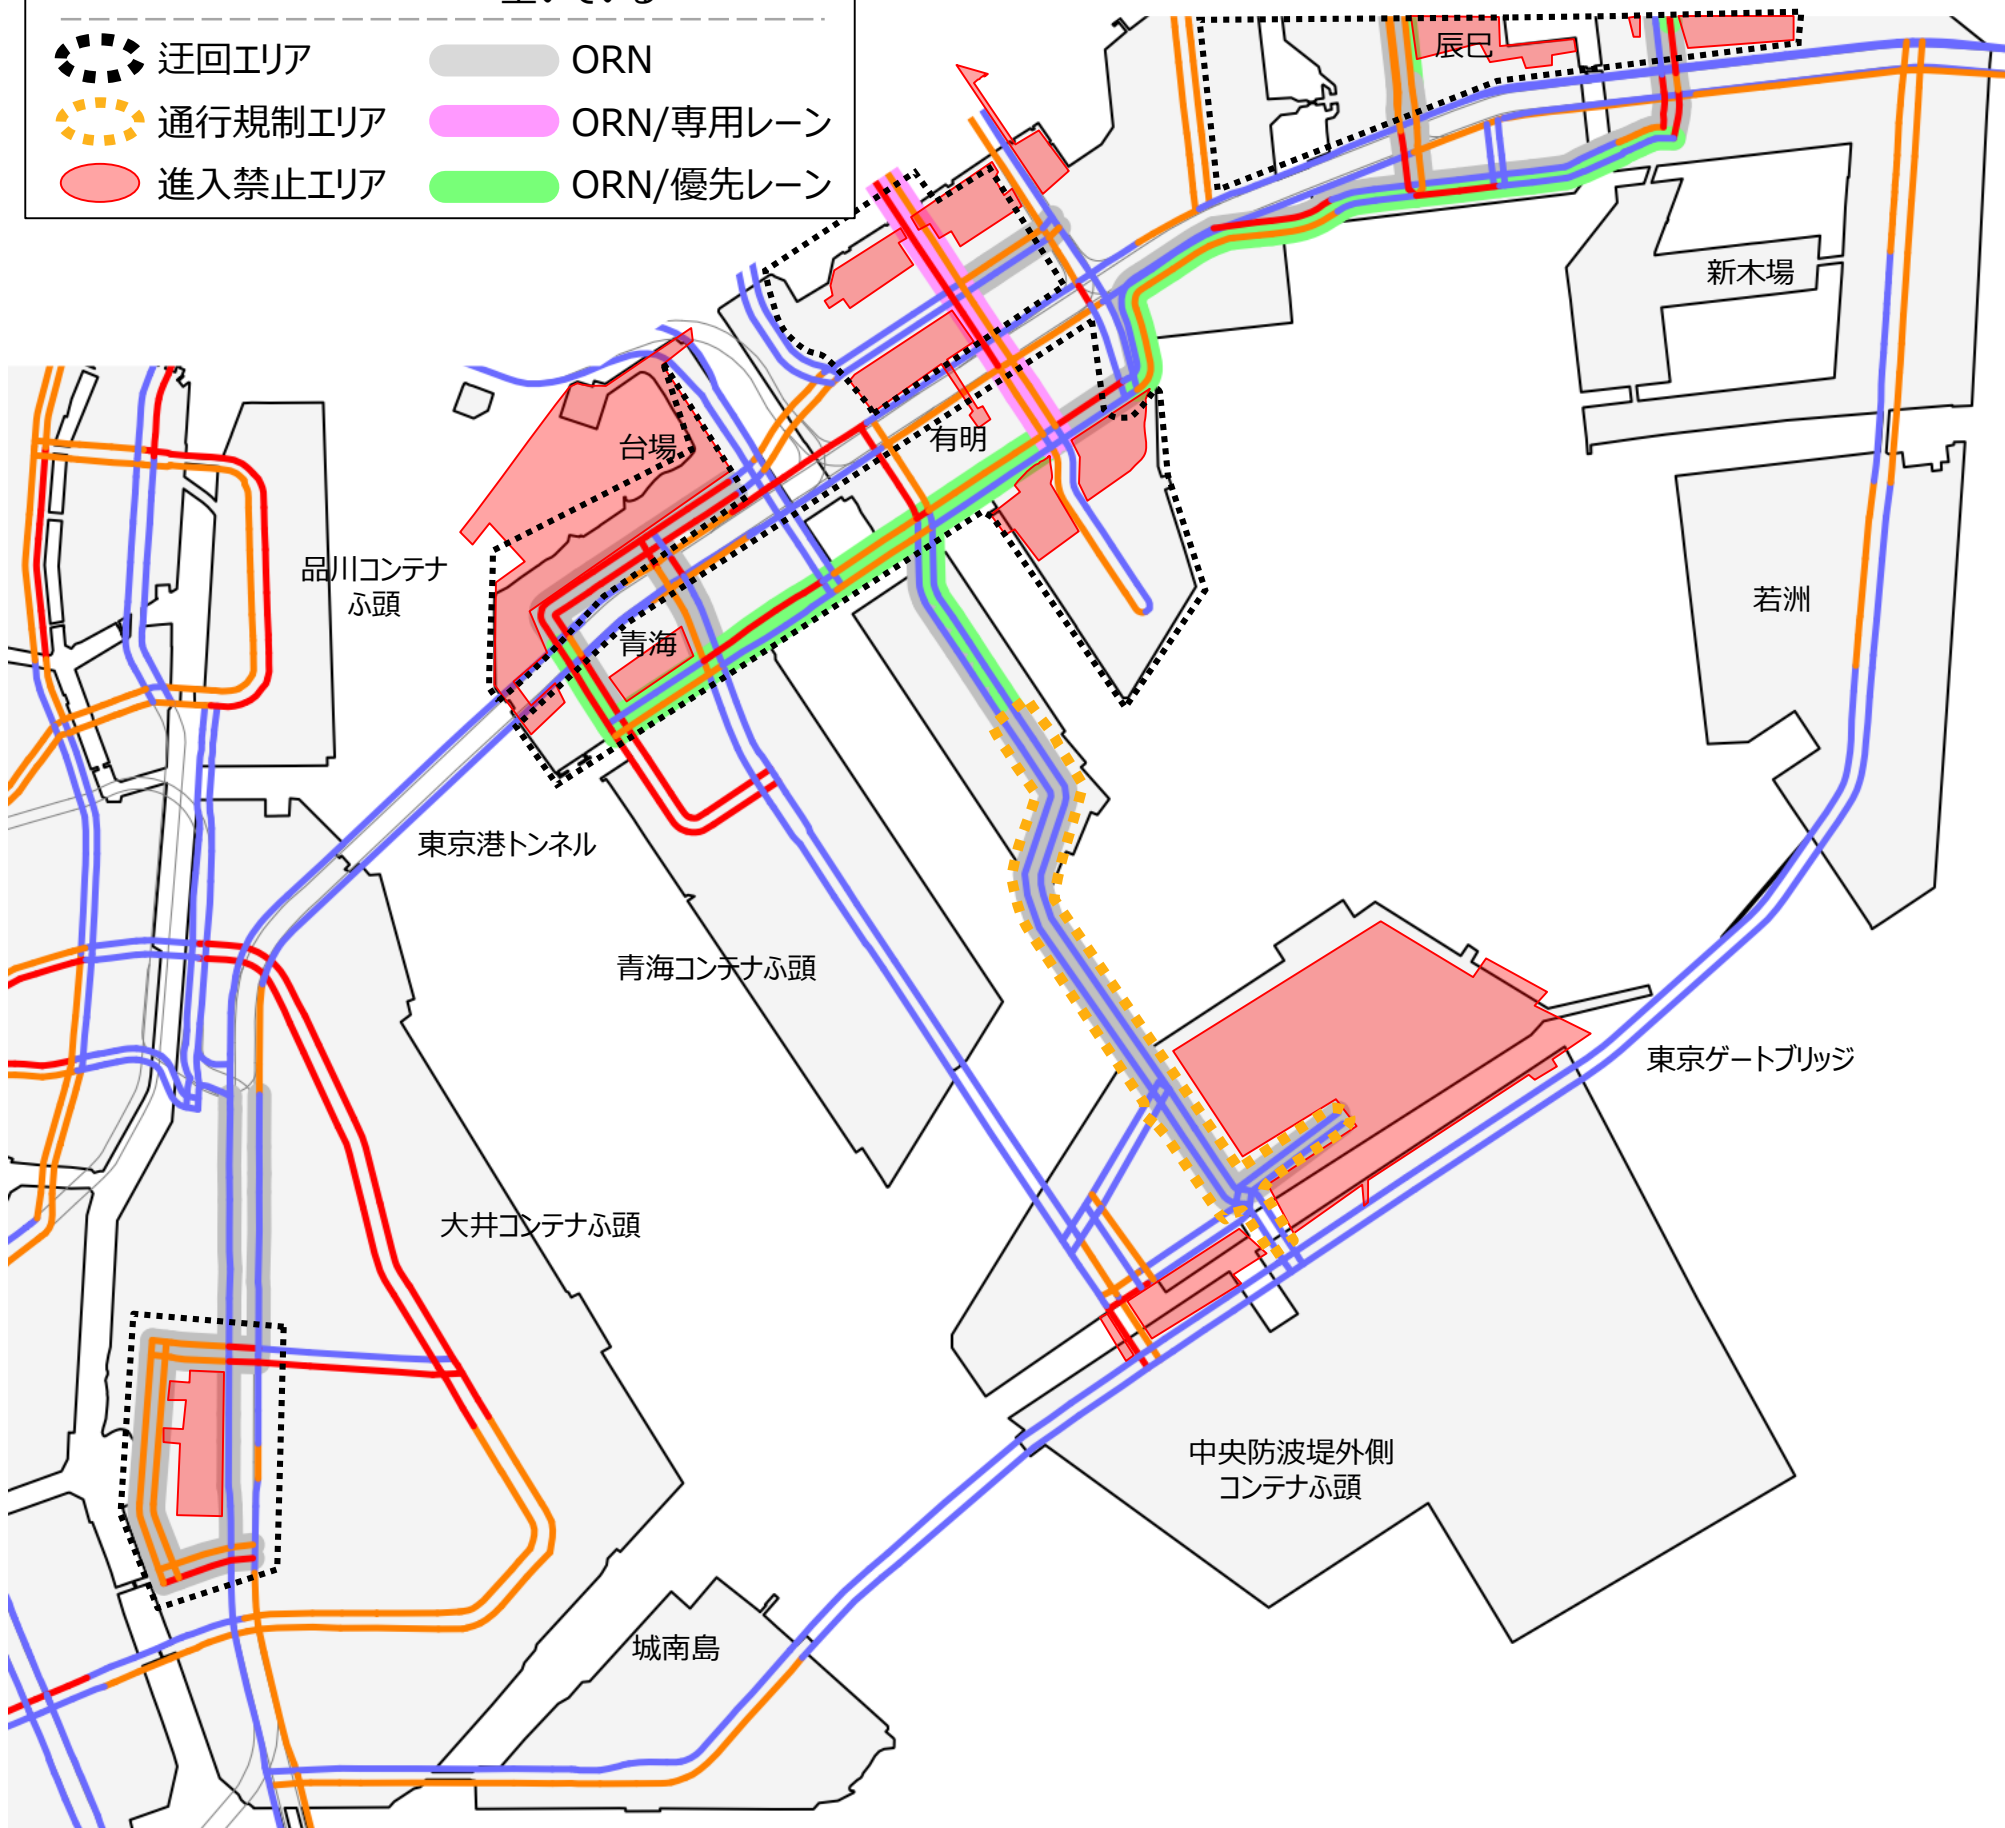 空いている
迂回エリア
ORN
通行規制エリア
ORN/専用レーン
進入禁止エリア
ORN/優先レーン
辰巳
新木場
台場
有明
品川コンテナ
ふ頭
若洲
青海
東京港トンネル
青海コンテナふ頭
東京ゲートブリッジ
大井コンテナふ頭
中央防波堤外側
コンテナふ頭
城南島